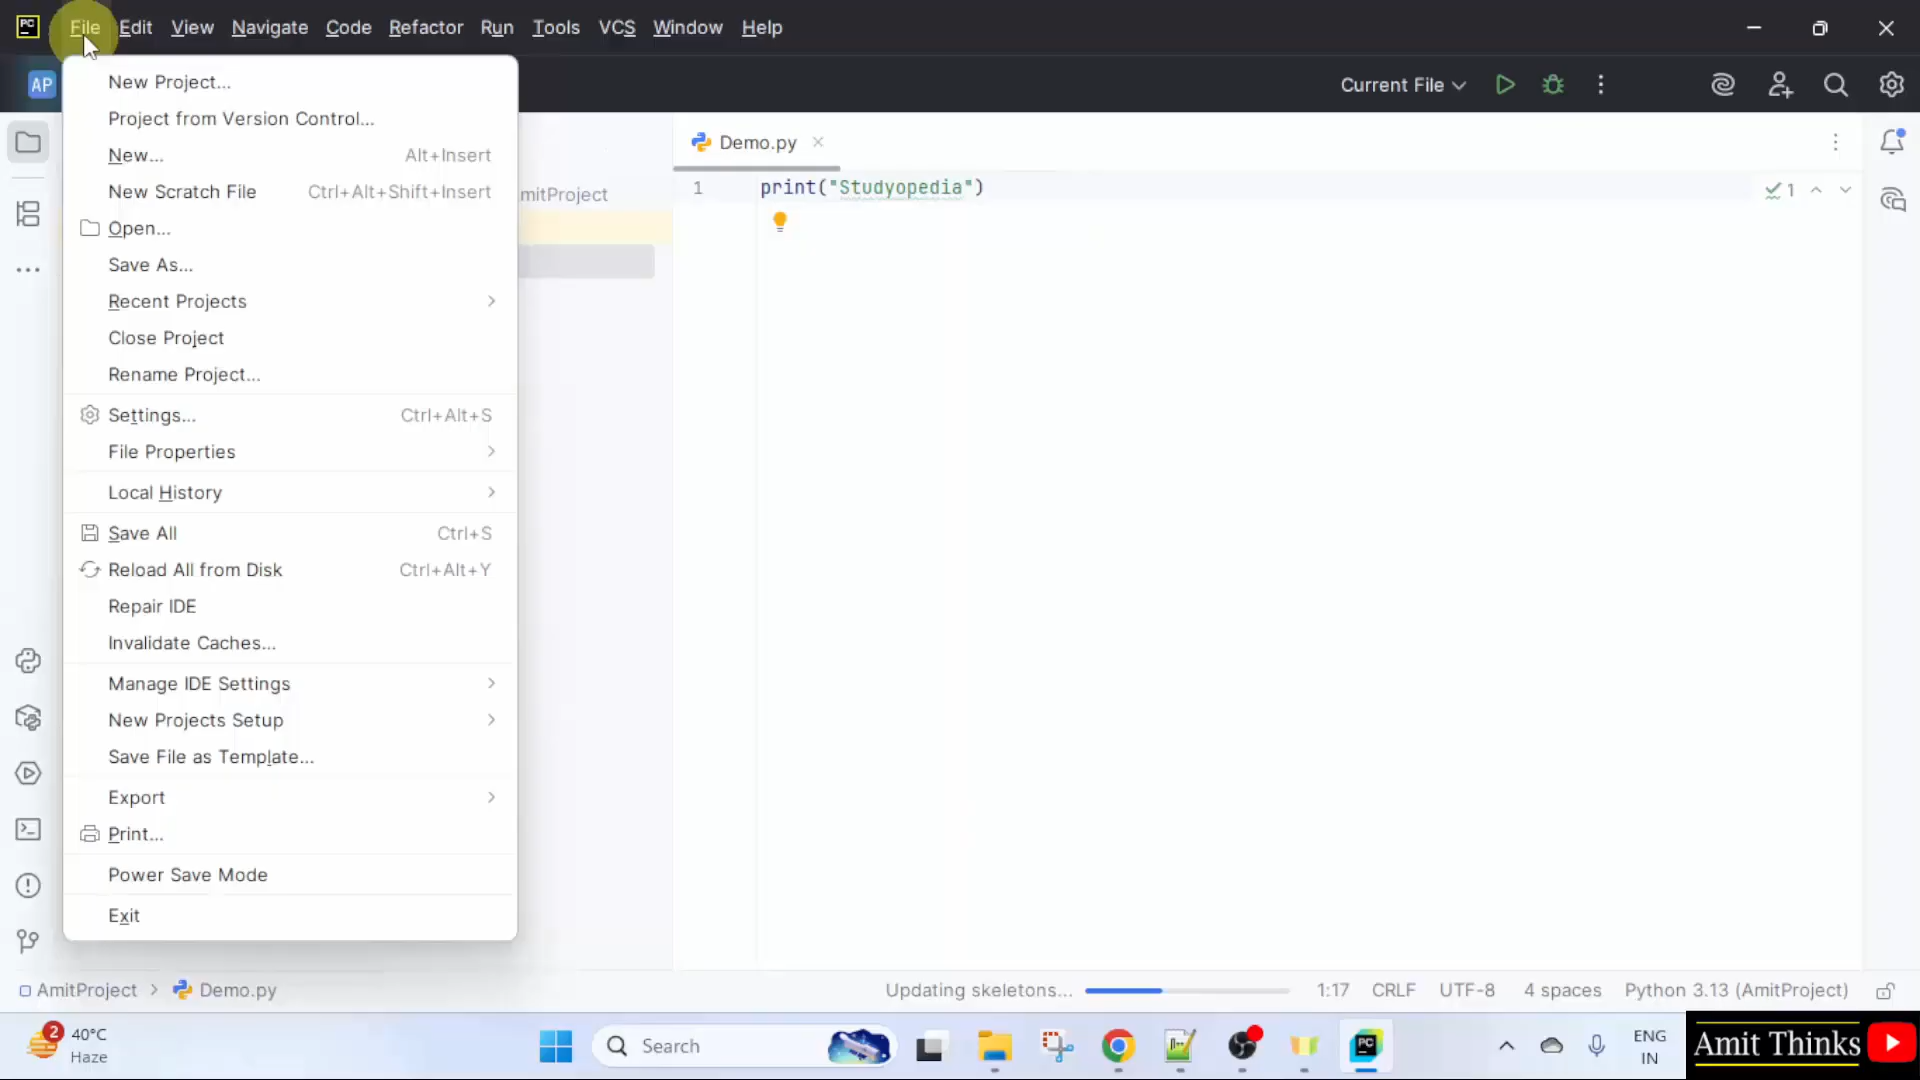 PC File Edit View Navigate Code Refactor Run Tools VCS Window Help
AP Current File
New Project...
Project from Version Control...
New... Alt+Insert
New Scratch File Ctrl+Alt+Shift+Insert
Open...
Save As...
Recent Projects
Close Project
Rename Project...
Settings... Ctrl+Alt+S
File Properties
Local History
Save All Ctrl+S
Reload All from Disk Ctrl+Alt+Y
Repair IDE
Invalidate Caches...
Manage IDE Settings
New Projects Setup
Save File as Template...
Export
Print...
Power Save Mode
Exit
mitProject
Demo.py
1 print("Studyopedia") 1
AmitProject > Demo.py Updating skeletons... 1:17 CRLF UTF-8 4 spaces Python 3.13 (AmitProject)
2 40°C
Haze
Search
PC
ENG
IN
Amit Thinks